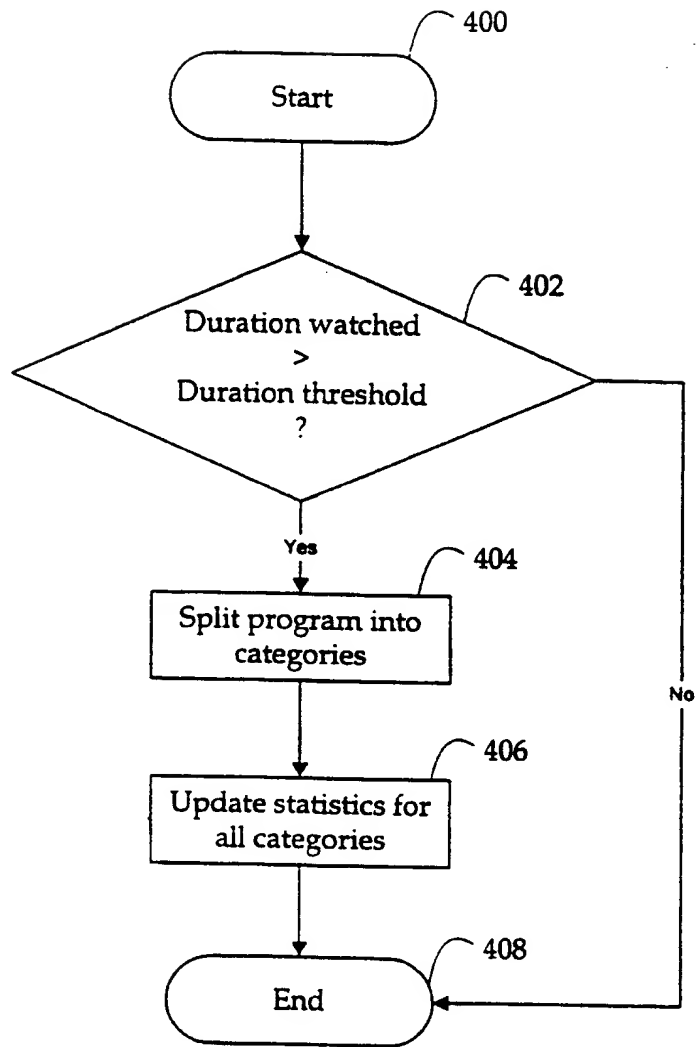 400
Start
402
Duration watched
>
Duration threshold
?
Yes
404
Split program into
categories
No
406
Update statistics for
all categories
408
End